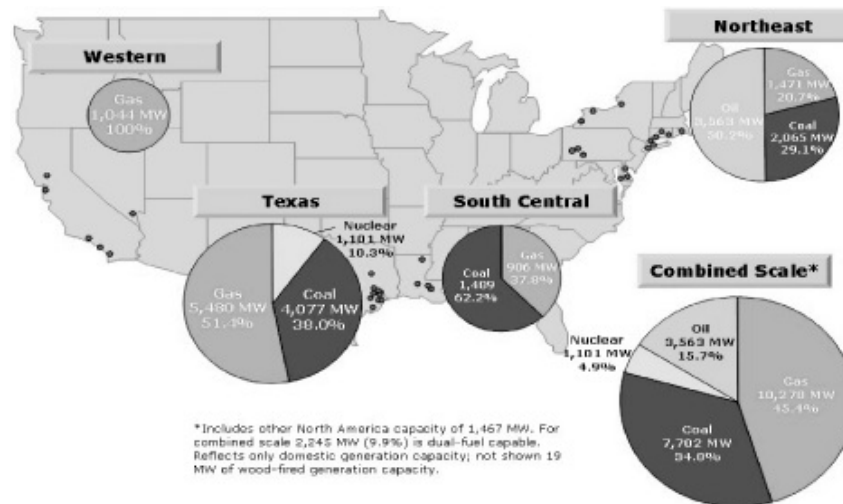 Western
Gas
1,044 MW
100%
Northeast
Gas
1,471 MW
20.7%
Oil
3,563 MW
50.2%
Coal
2,065 MW
29.1%
Texas
Nuclear
1,101 MW
10.3%
Gas
5,480 MW
51.4%
Coal
4,077 MW
38.0%
South Central
Coal
1,489
62.2%
Gas
906 MW
37.8%
Combined Scale*
Oil
3,563 MW
15.7%
Nuclear
1,101 MW
4.9%
Gas
10,270 MW
45.4%
Coal
7,702 MW
34.0%
*Includes other North America capacity of 1,467 MW. For
combined scale 2,245 MW (9.9%) is dual-fuel capable.
Reflects only domestic generation capacity; not shown 19
MW of wood-fired generation capacity.